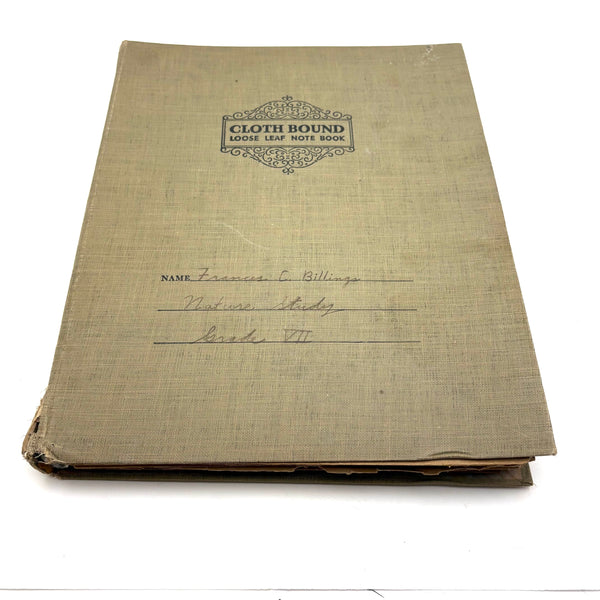 CLOTH BOUND
LOOSE LEAF NOTE BOOK
NAME Frances C. Billings
Nature Study
Grade VII